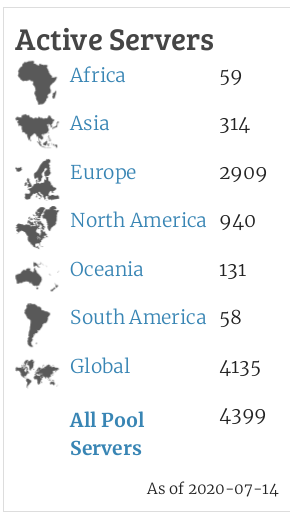 Active Servers
Africa 59
Asia 314
Europe 2909
North America 940
Oceania 131
South America 58
Global 4135
All Pool 4399
Servers
As of 2020-07-14